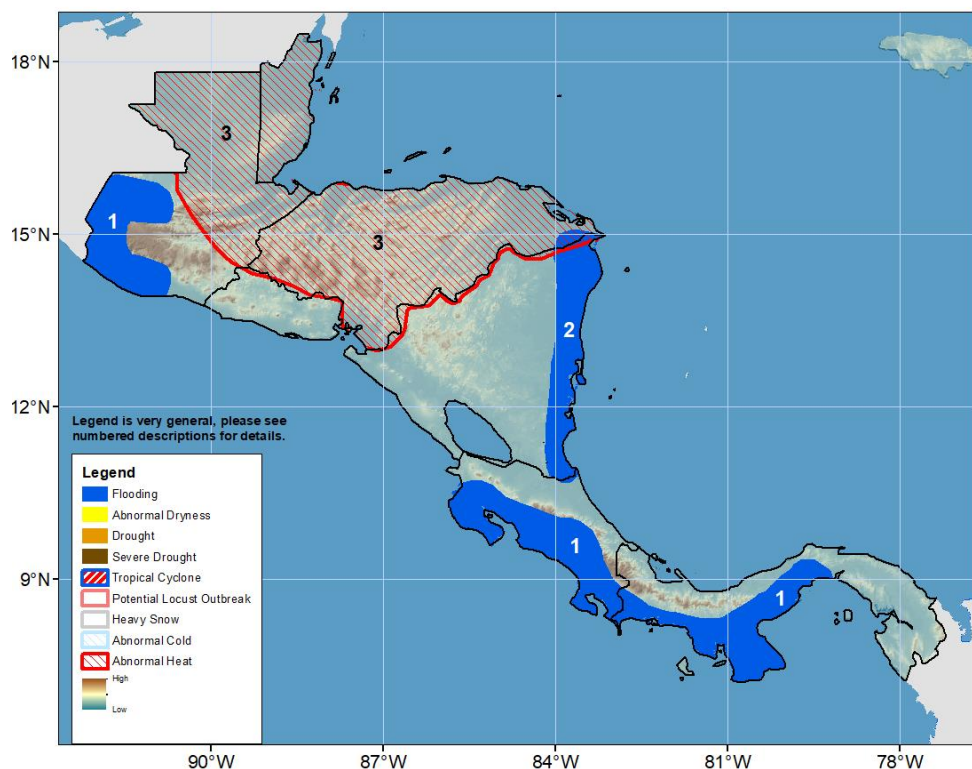 18°N
3
1
15°N
3
2
12°N
Legend is very general, please see
numbered descriptions for details.
Legend
Flooding
Abnormal Dryness
Drought
Severe Drought
Tropical Cyclone
Potential Locust Outbreak
Heavy Snow
Abnormal Cold
Abnormal Heat
High
Low
1
9°N
1
90°W
87°W
84°W
81°W
78°W